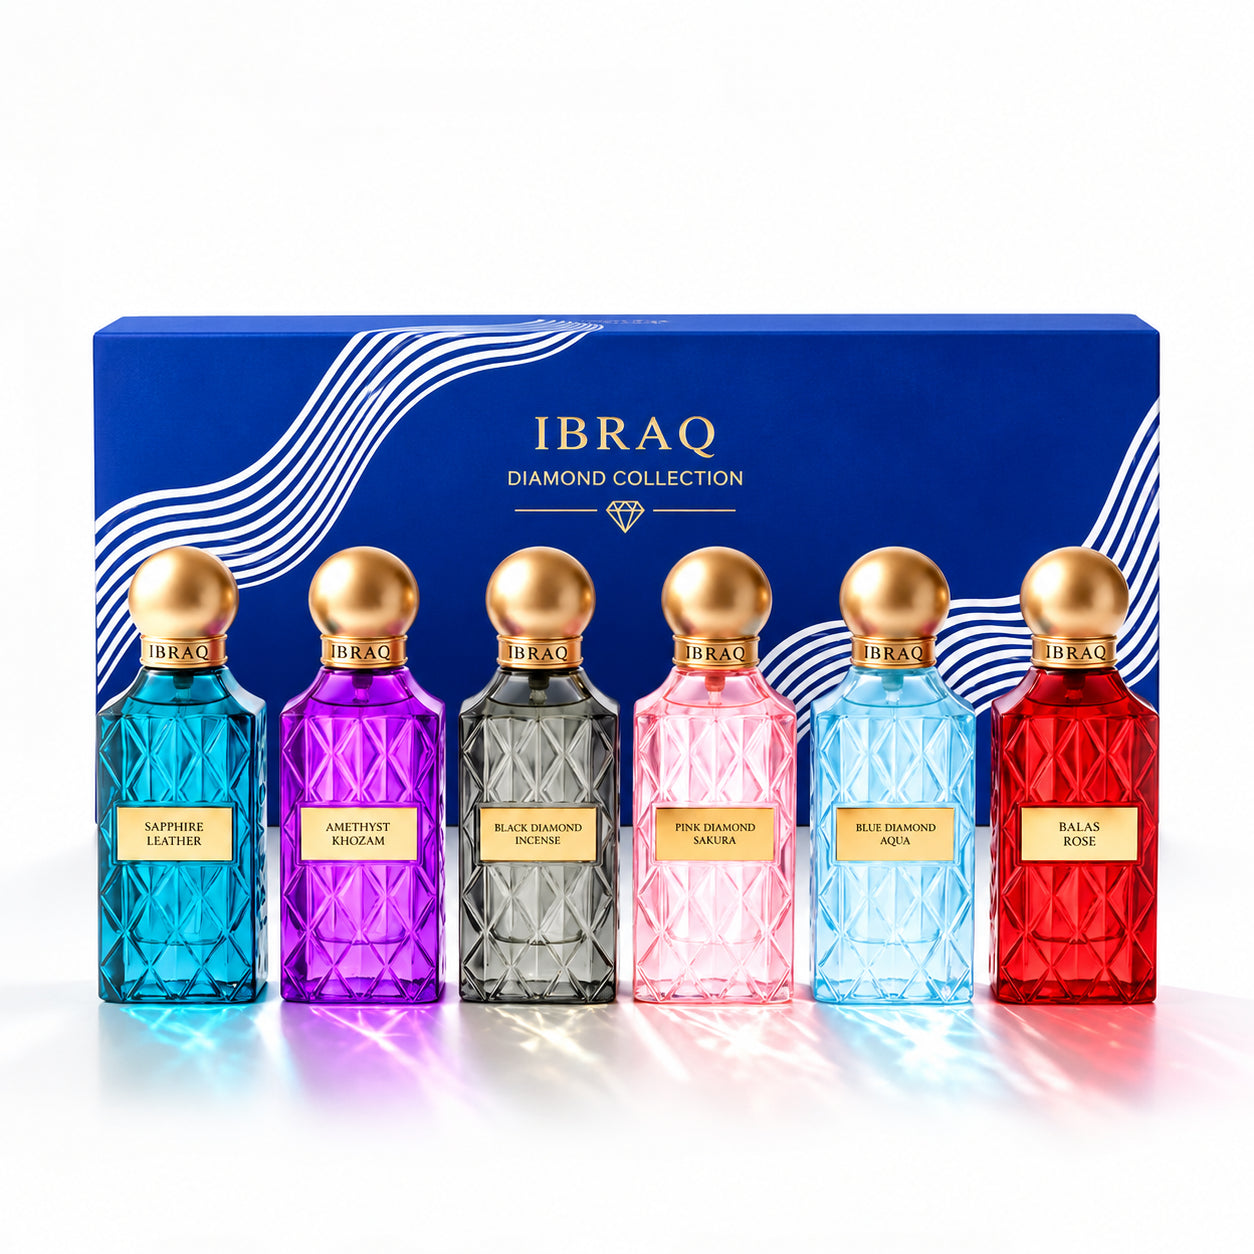 IBRAQ
DIAMOND COLLECTION
IBRAQ
IBRAQ
IBRAQ
IBRAQ
IBRAQ
IBRAQ
SAPPHIRE
LEATHER
AMETHYST
KHOZAM
BLACK DIAMOND
INCENSE
PINK DIAMOND
SAKURA
BLUE DIAMOND
AQUA
BALAS
ROSE